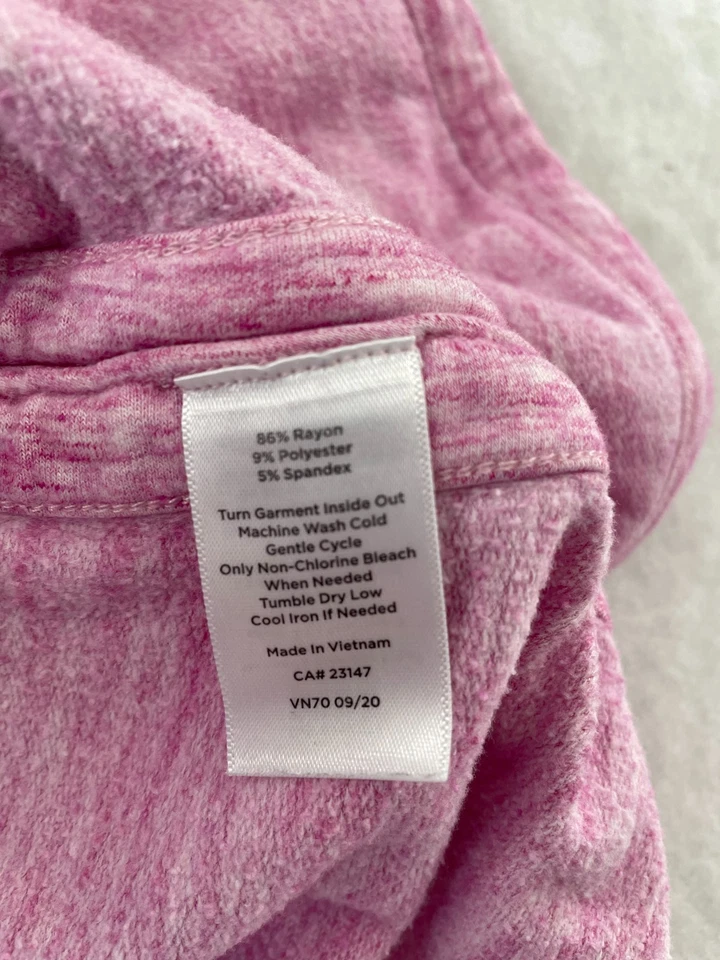 86% Rayon
9% Polyester
5% Spandex
Turn Garment Inside Out
Machine Wash Cold
Gentle Cycle
Only Non-Chlorine Bleach
When Needed
Tumble Dry Low
Cool Iron If Needed
Made In Vietnam
CA# 23147
VN70 09/20